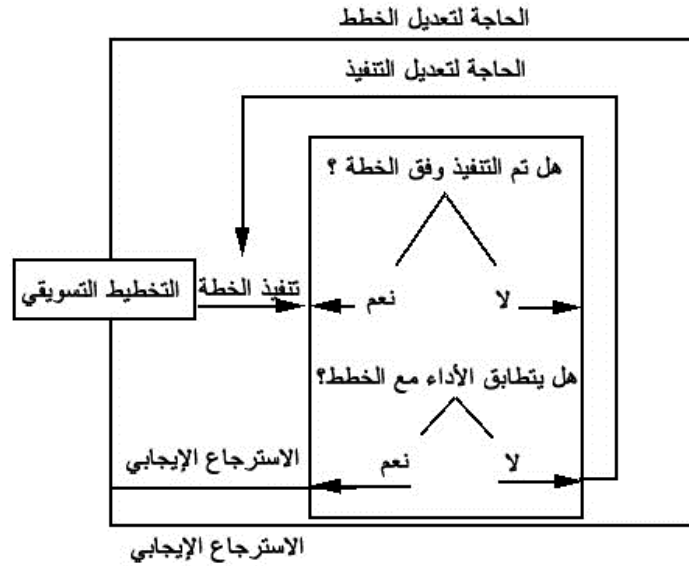 الحاجة لتعديل الخطط
الحاجة لتعديل التنفيذ
هل تم التنفيذ وفق الخطة ؟
التخطيط التسويقي
تنفيذ الخطة
نعم
لا
هل يتطابق الأداء مع الخطط؟
الاسترجاع الإيجابي
نعم
لا
الاسترجاع الإيجابي